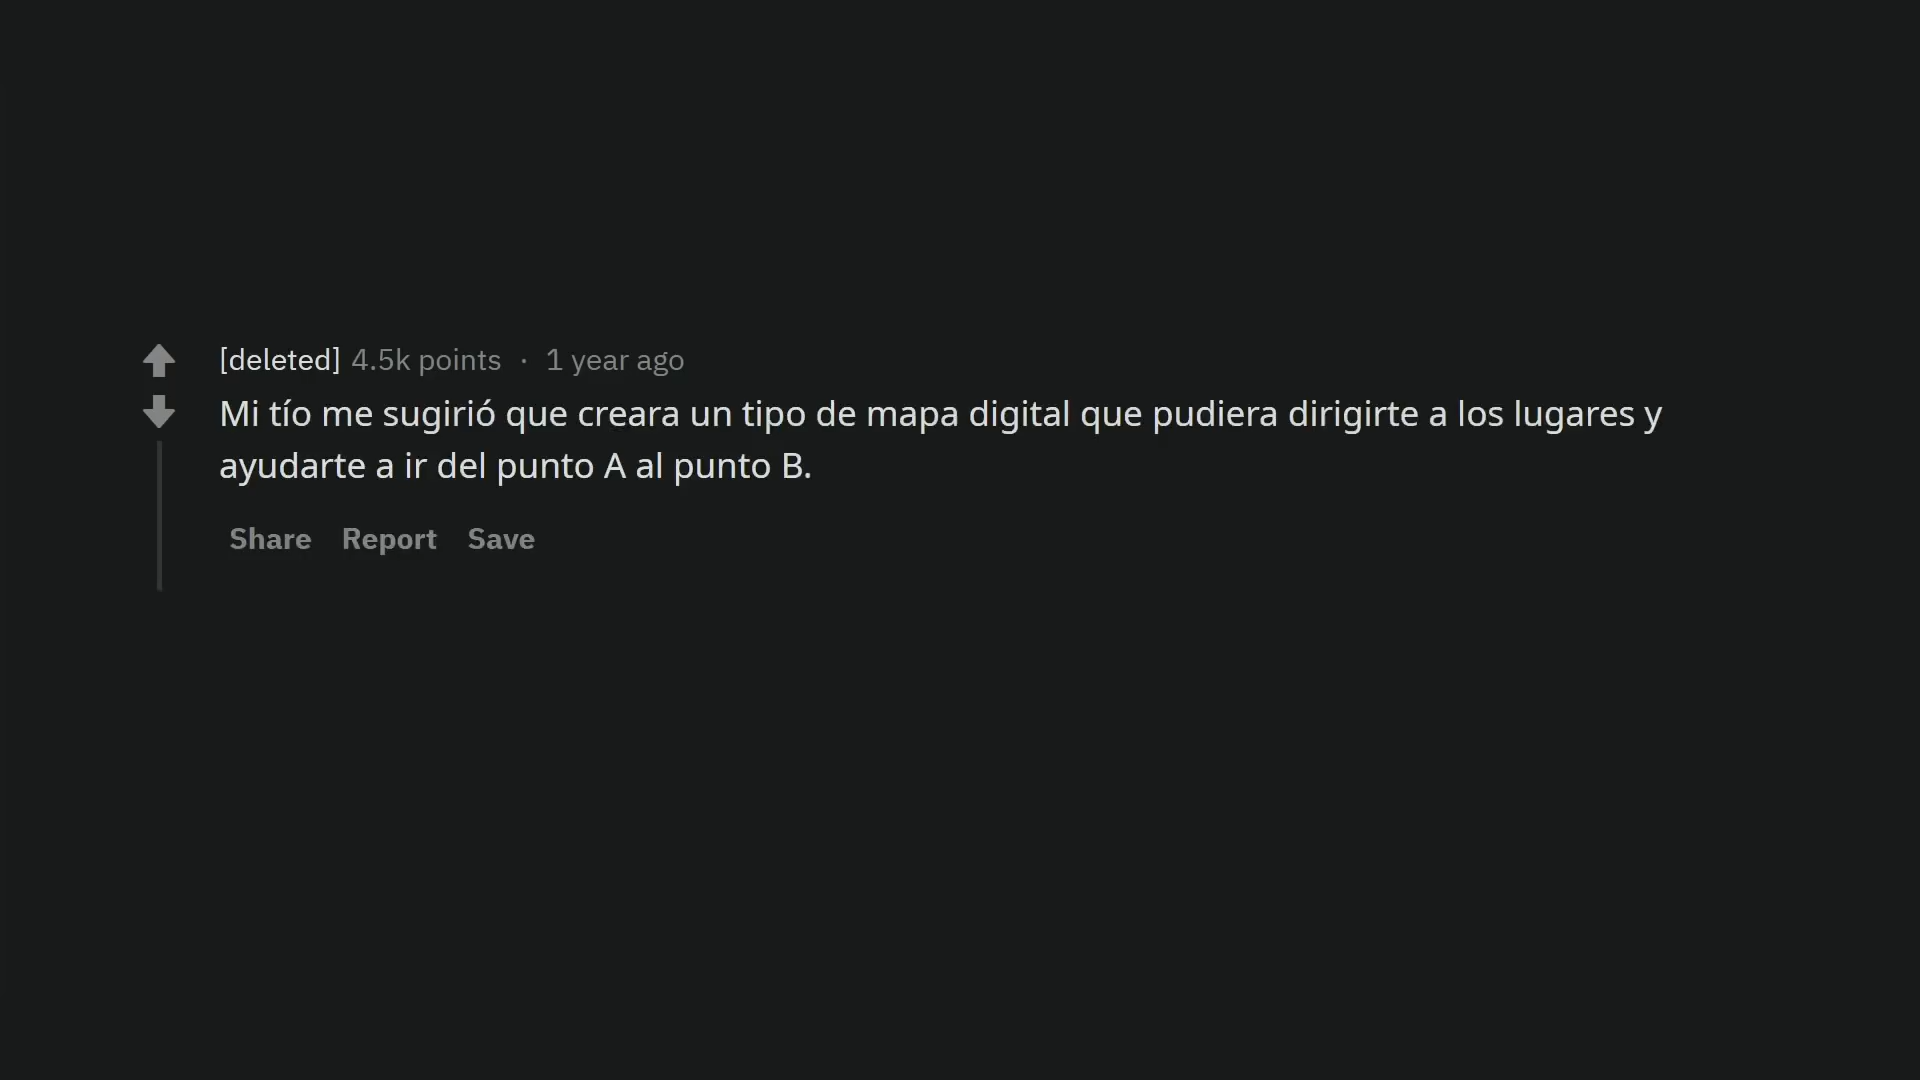 [deleted] 4.5k points · 1 year ago
Mi tío me sugirió que creara un tipo de mapa digital que pudiera dirigirte a los lugares y
ayudarte a ir del punto A al punto B.
Share Report Save